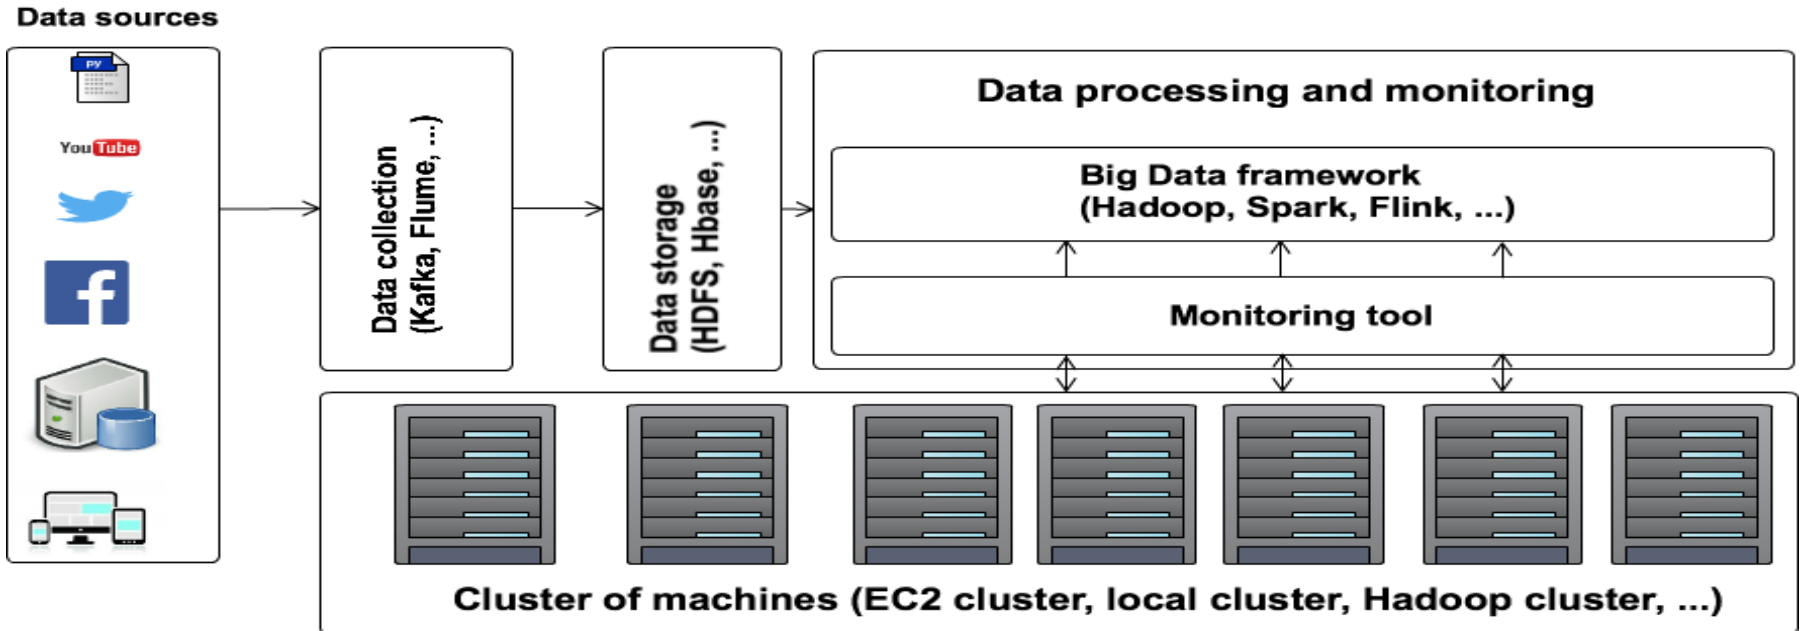 Data sources
PY
YouTube
f
Data collection
(Kafka, Flume, ...)
Data storage
(HDFS, Hbase, ...)
Data processing and monitoring
Big Data framework
(Hadoop, Spark, Flink, ...)
Monitoring tool
Cluster of machines (EC2 cluster, local cluster, Hadoop cluster, ...)